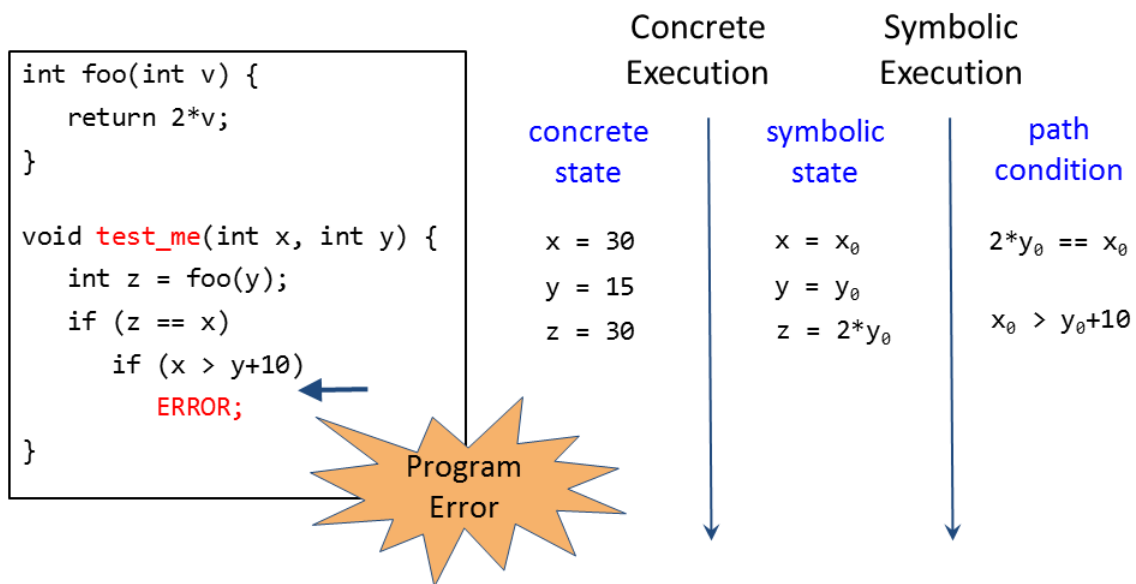 int foo(int v) {
return 2*v;
}
void test_me(int x, int y) {
int z = foo(y);
if (z == x)
if (x > y+10)
ERROR;
}
Program
Error
Concrete
Execution
Symbolic
Execution
concrete
state
symbolic
state
path
condition
x = 30
y = 15
z = 30
x = x₀
y = y₀
z = 2*y₀
2*y₀ == x₀
x₀ > y₀+10